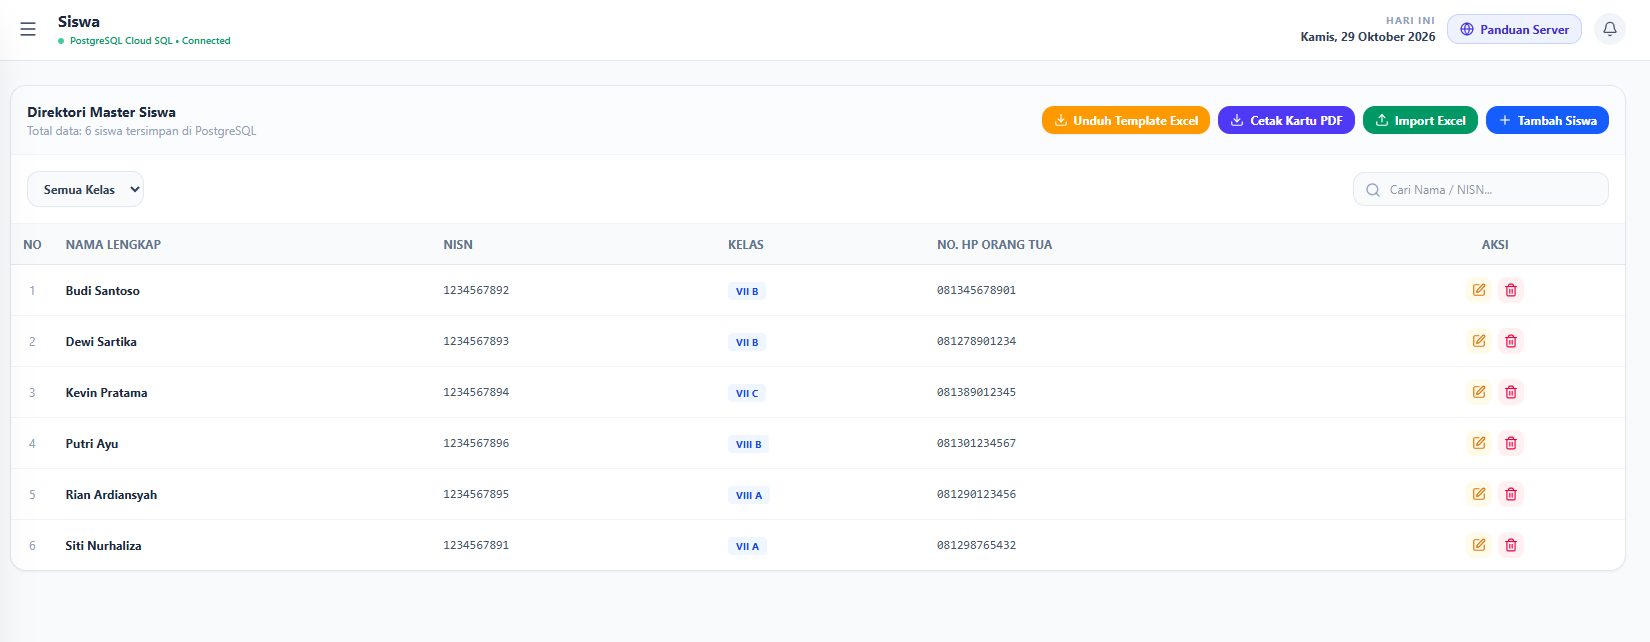 Siswa
PostgreSQL Cloud SQL • Connected
HARI INI
Kamis, 29 Oktober 2026
Panduan Server
Direktori Master Siswa
Total data: 6 siswa tersimpan di PostgreSQL
Unduh Template Excel
Cetak Kartu PDF
Import Excel
Tambah Siswa
Semua Kelas
Cari Nama / NISN...
NO NAMA LENGKAP NISN KELAS NO. HP ORANG TUA AKSI
1 Budi Santoso 1234567892 VII B 081345678901
2 Dewi Sartika 1234567893 VII B 081278901234
3 Kevin Pratama 1234567894 VII C 081389012345
4 Putri Ayu 1234567896 VIII B 081301234567
5 Rian Ardiansyah 1234567895 VIII A 081290123456
6 Siti Nurhaliza 1234567891 VII A 081298765432